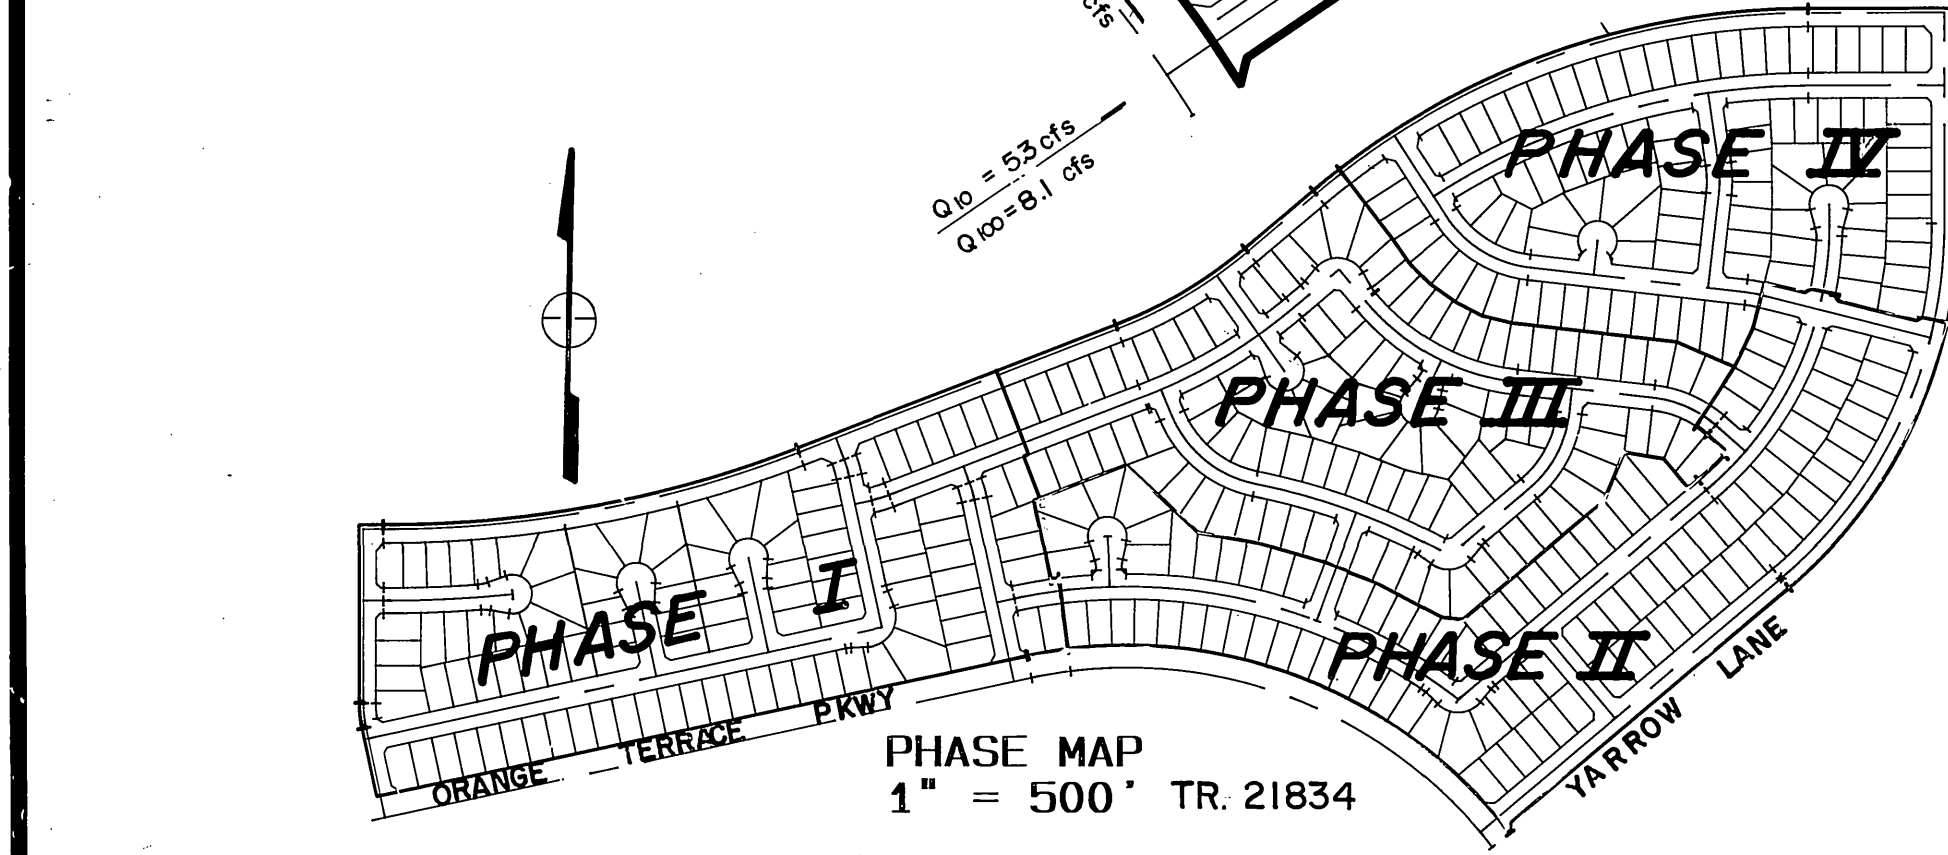 cfs
Q10 = 5.3 cfs
Q100 = 8.1 cfs
PHASE IV
PHASE III
PHASE I
PHASE II
LANE
YARROW
ORANGE TERRACE PKWY
PHASE MAP
1" = 500' TR. 21834